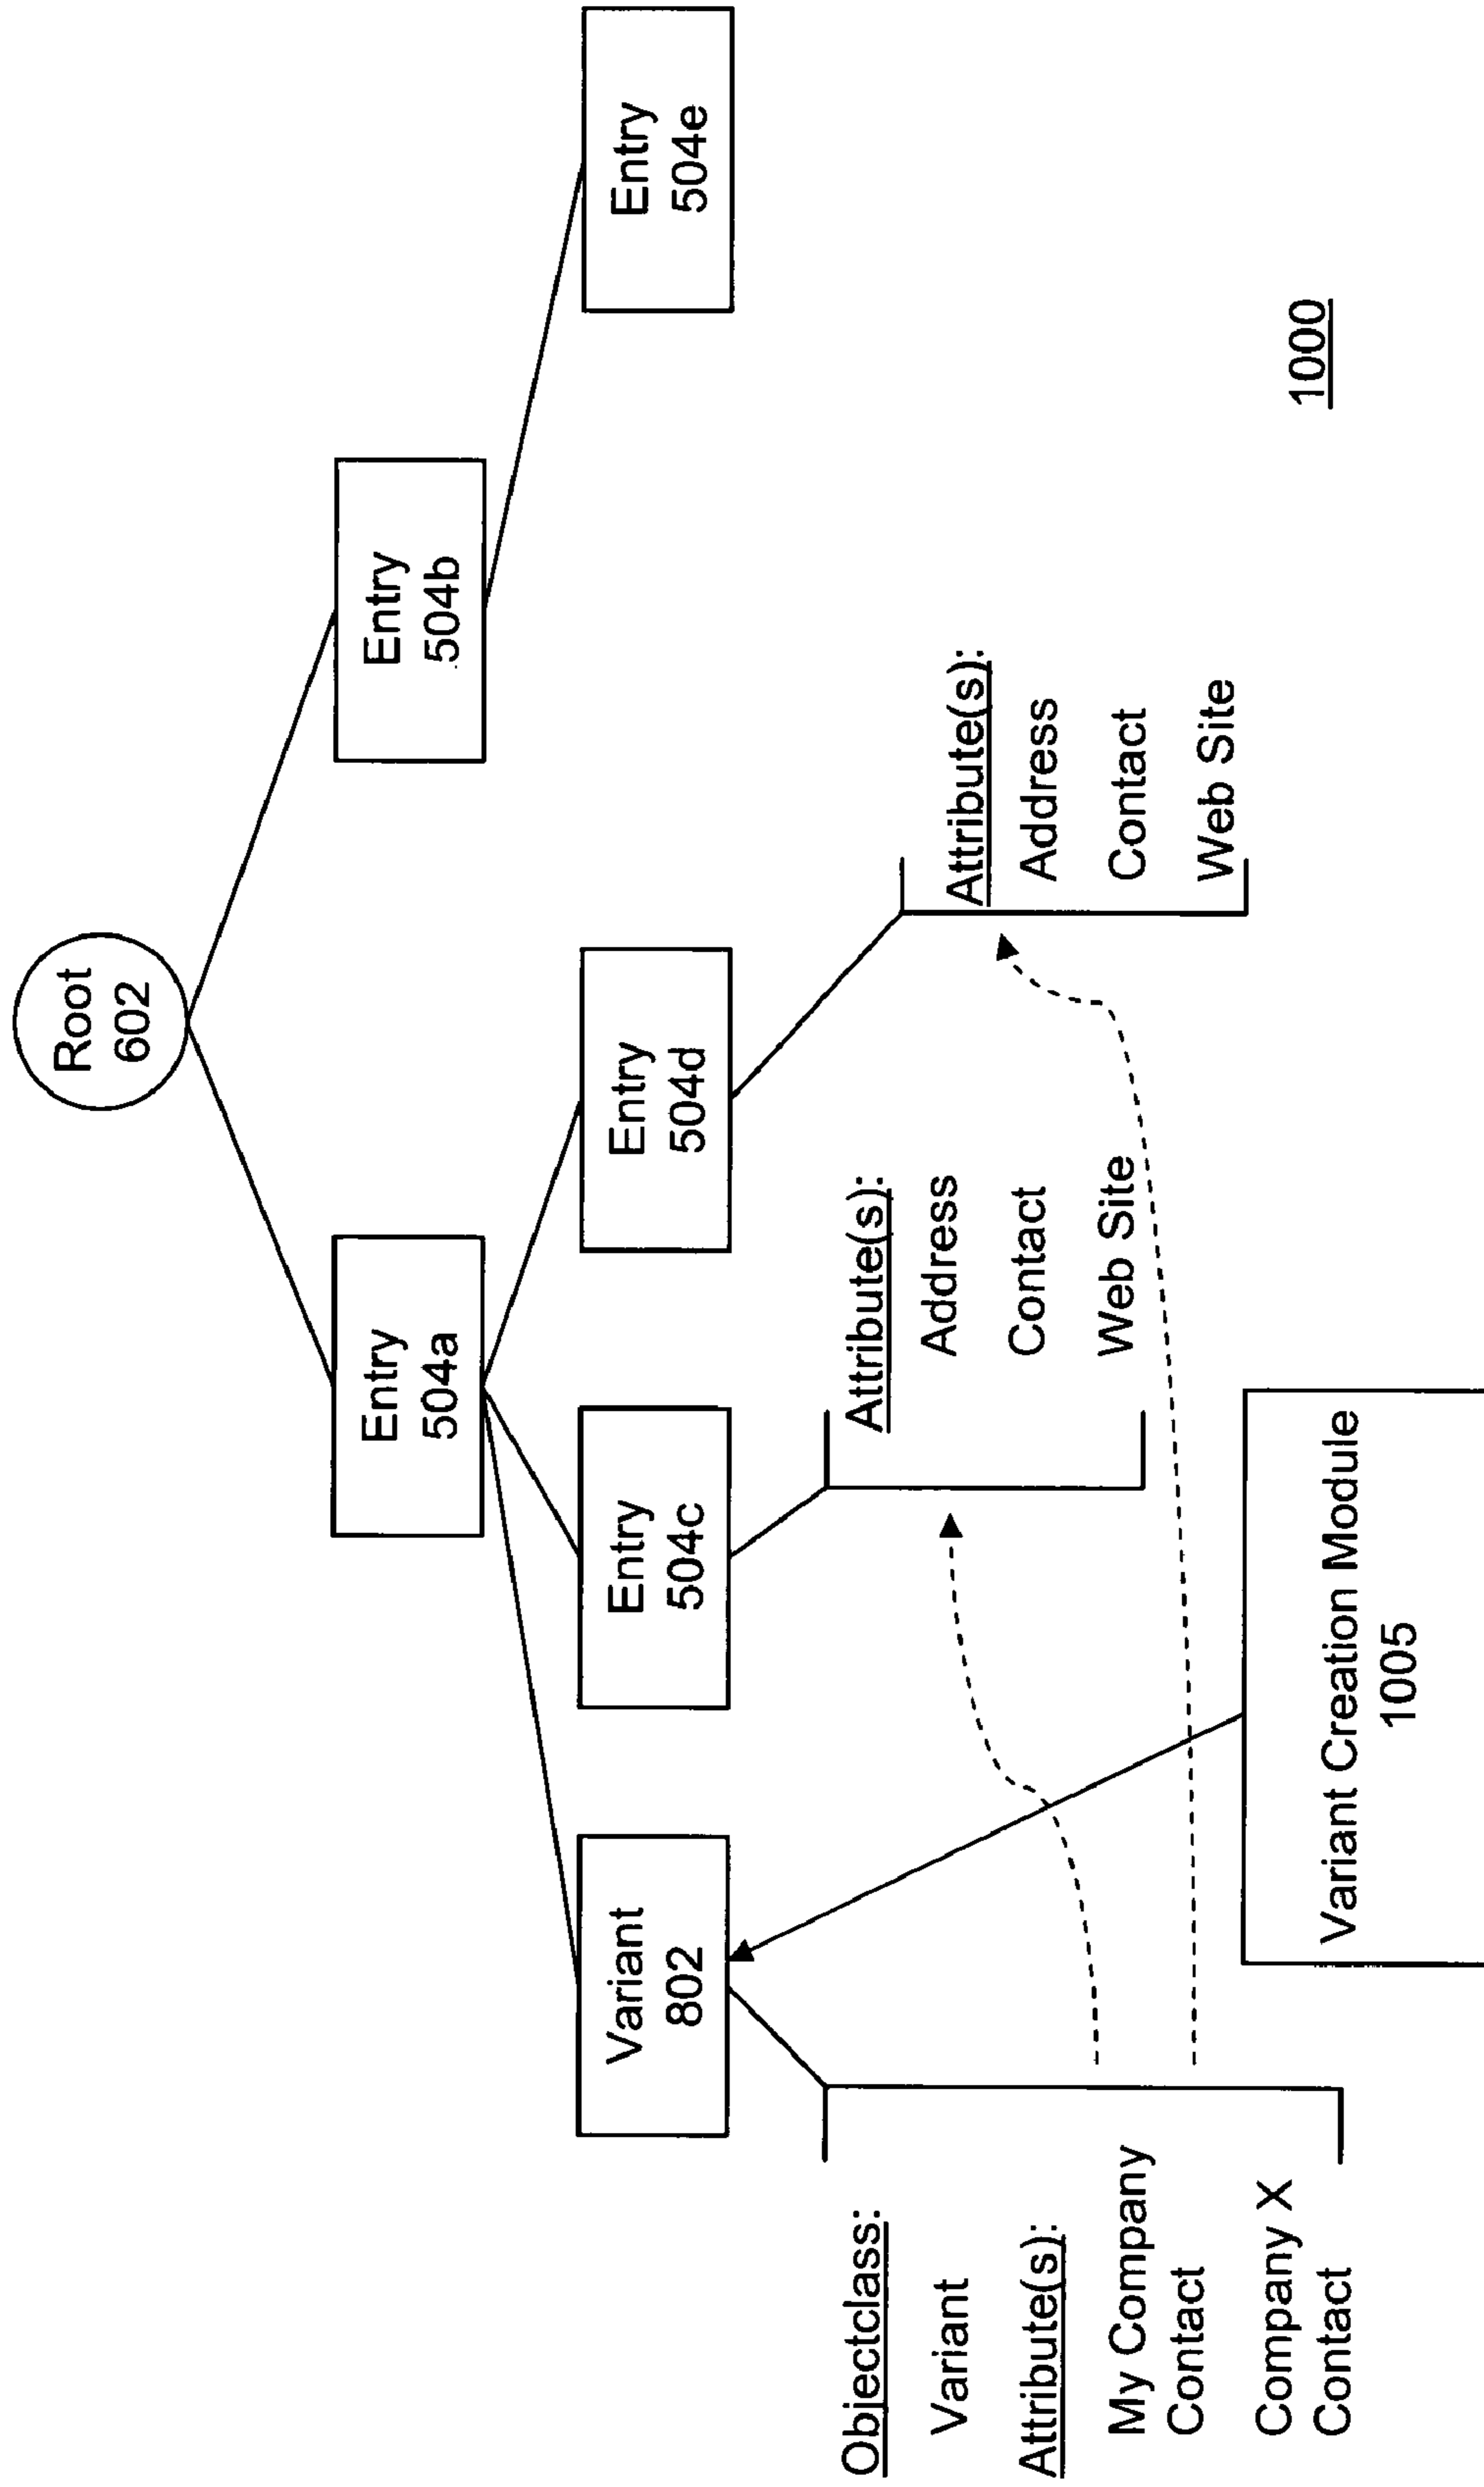 Root
602
Entry
504a
Entry
504b
Variant
802
Entry
504c
Entry
504d
Entry
504e
Objectclass:
Variant
Attribute(s):
My Company
Contact
Company X
Contact
Attribute(s):
Address
Contact
Web Site
Attribute(s):
Address
Contact
Web Site
Variant Creation Module
1005
1000